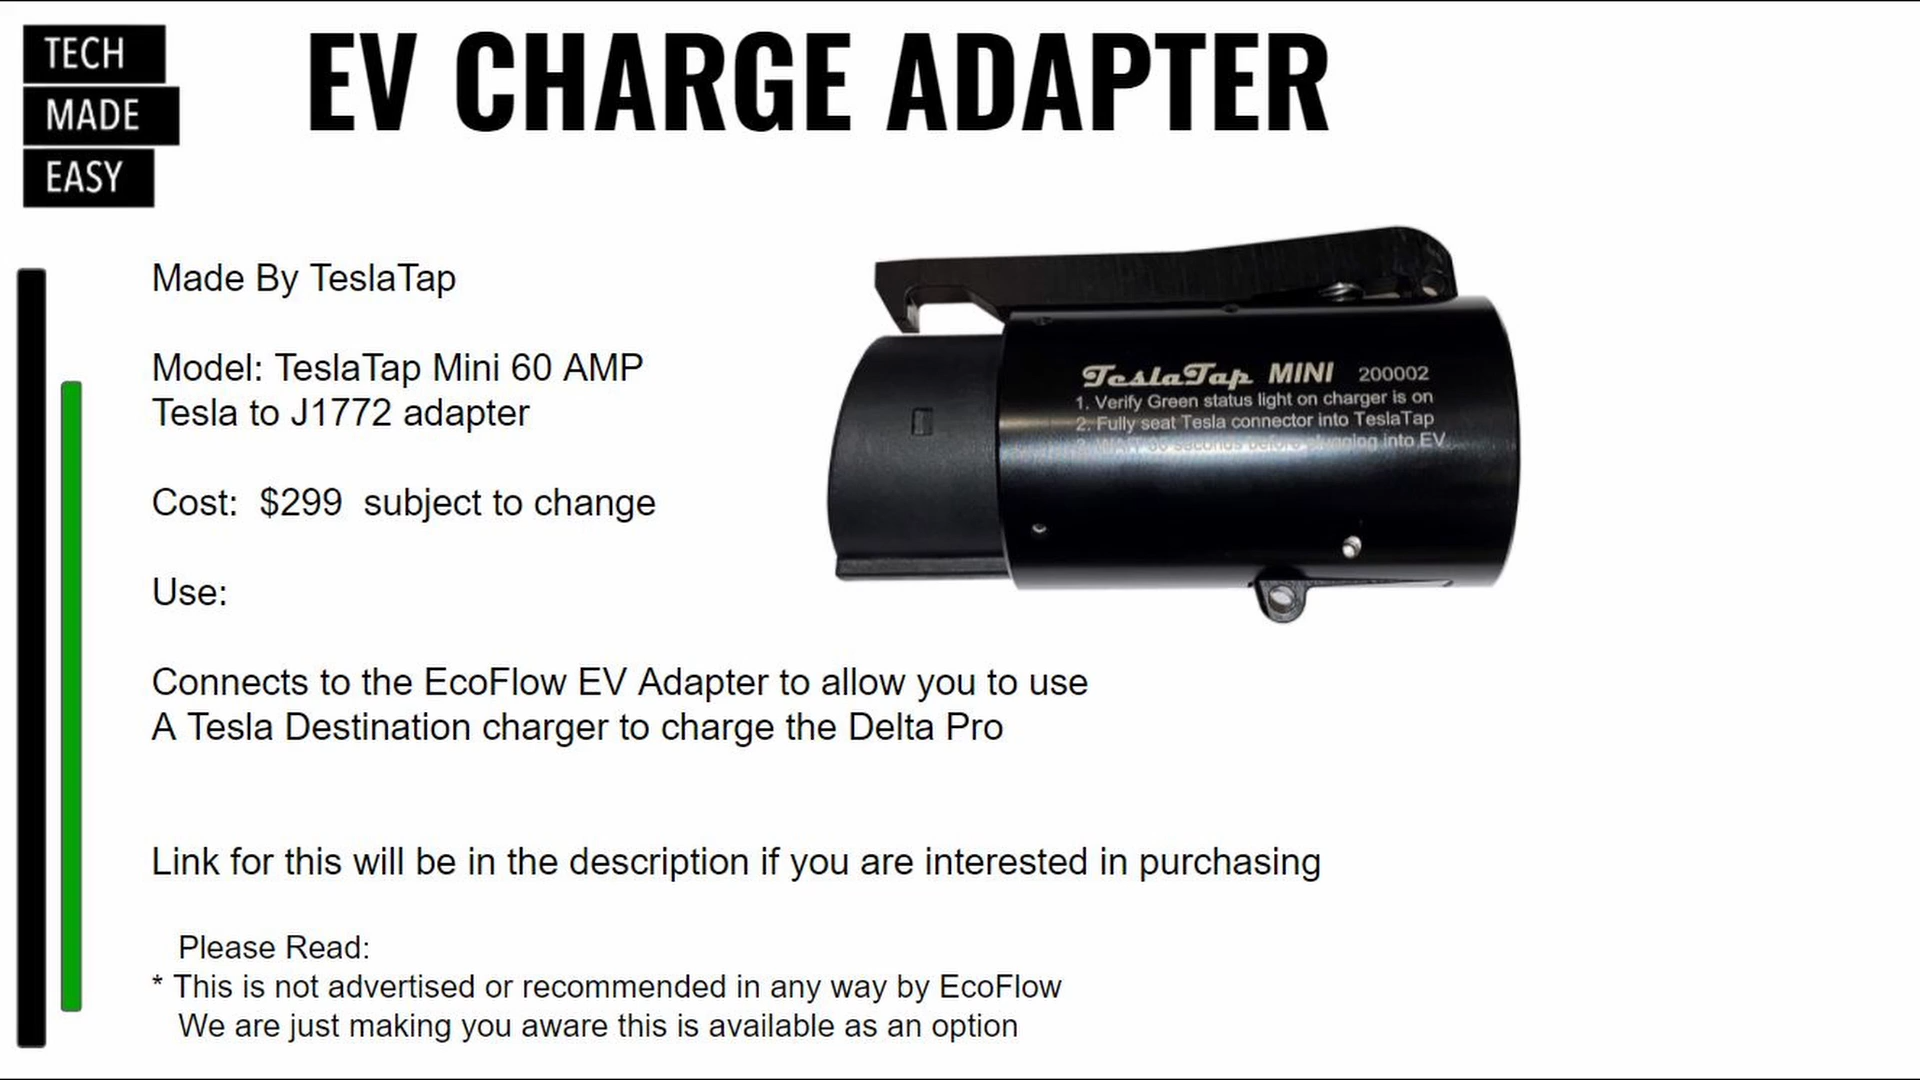 TECH
MADE
EASY
EV CHARGE ADAPTER
Made By TeslaTap
Model: TeslaTap Mini 60 AMP
Tesla to J1772 adapter
Cost: $299 subject to change
Use:
Connects to the EcoFlow EV Adapter to allow you to use
A Tesla Destination charger to charge the Delta Pro
Link for this will be in the description if you are interested in purchasing
Please Read:
* This is not advertised or recommended in any way by EcoFlow
We are just making you aware this is available as an option
TeslaTap MINI 200002
1. Verify Green status light on charger is on
2. Fully seat Tesla connector into TeslaTap
seconds before plugging into EV